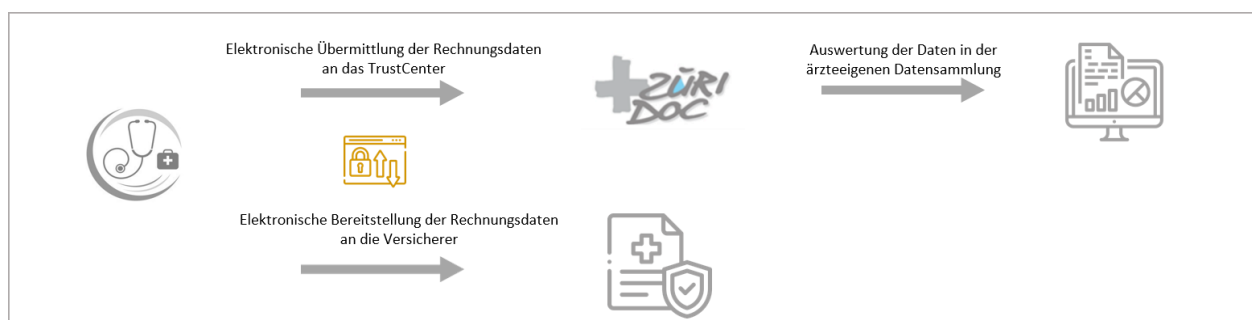 Elektronische Übermittlung der Rechnungsdaten
an das TrustCenter
ZÜRI
DOC
Auswertung der Daten in der
ärzteeigenen Datensammlung
Elektronische Bereitstellung der Rechnungsdaten
an die Versicherer